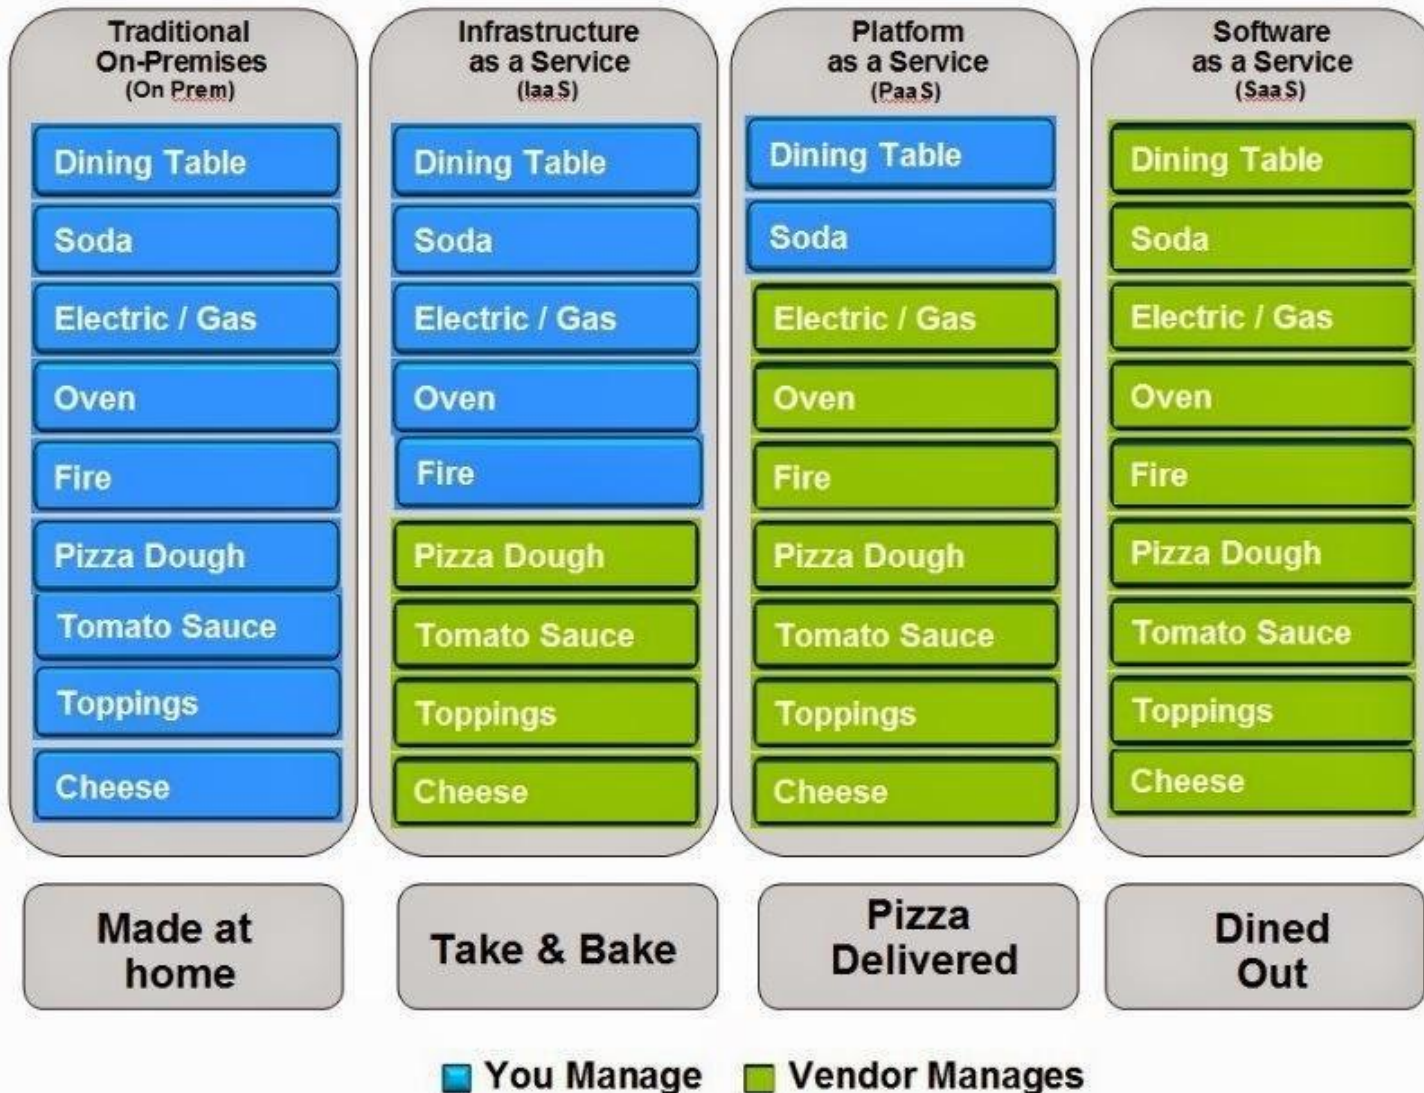 Traditional
On-Premises
(On Prem)
Dining Table
Soda
Electric / Gas
Oven
Fire
Pizza Dough
Tomato Sauce
Toppings
Cheese
Made at
home
Infrastructure
as a Service
(IaaS)
Dining Table
Soda
Electric / Gas
Oven
Fire
Pizza Dough
Tomato Sauce
Toppings
Cheese
Take & Bake
Platform
as a Service
(PaaS)
Dining Table
Soda
Electric / Gas
Oven
Fire
Pizza Dough
Tomato Sauce
Toppings
Cheese
Pizza
Delivered
Software
as a Service
(SaaS)
Dining Table
Soda
Electric / Gas
Oven
Fire
Pizza Dough
Tomato Sauce
Toppings
Cheese
Dined
Out
You Manage
Vendor Manages